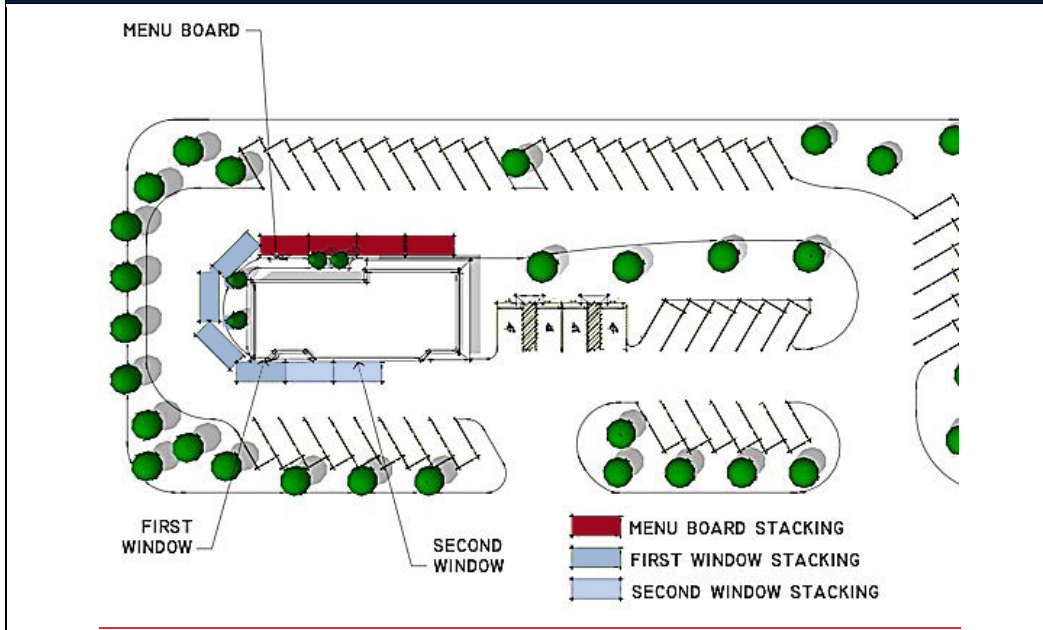 MENU BOARD
FIRST
WINDOW
SECOND
WINDOW
MENU BOARD STACKING
FIRST WINDOW STACKING
SECOND WINDOW STACKING